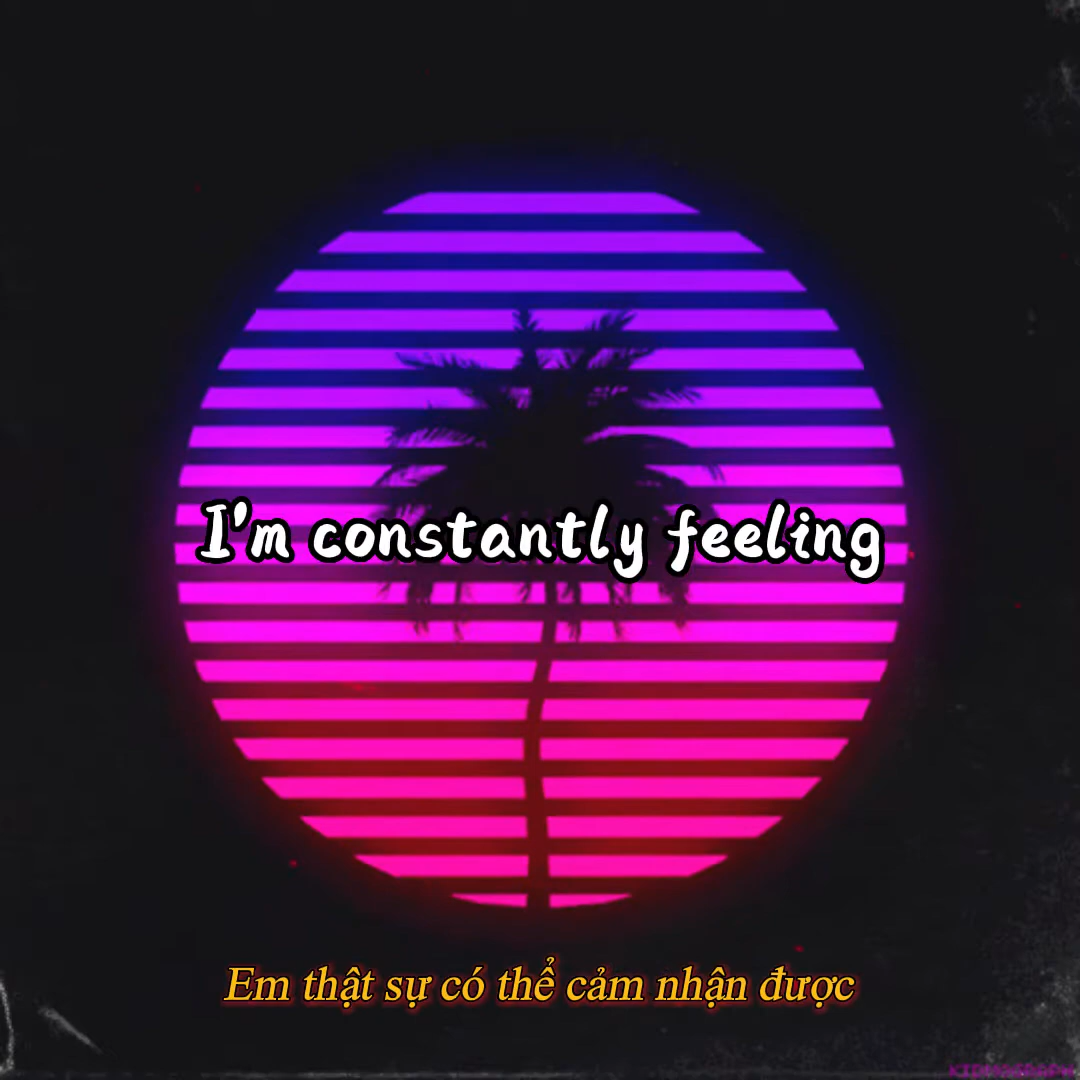 I'm constantly feeling
Em thật sự có thể cảm nhận được